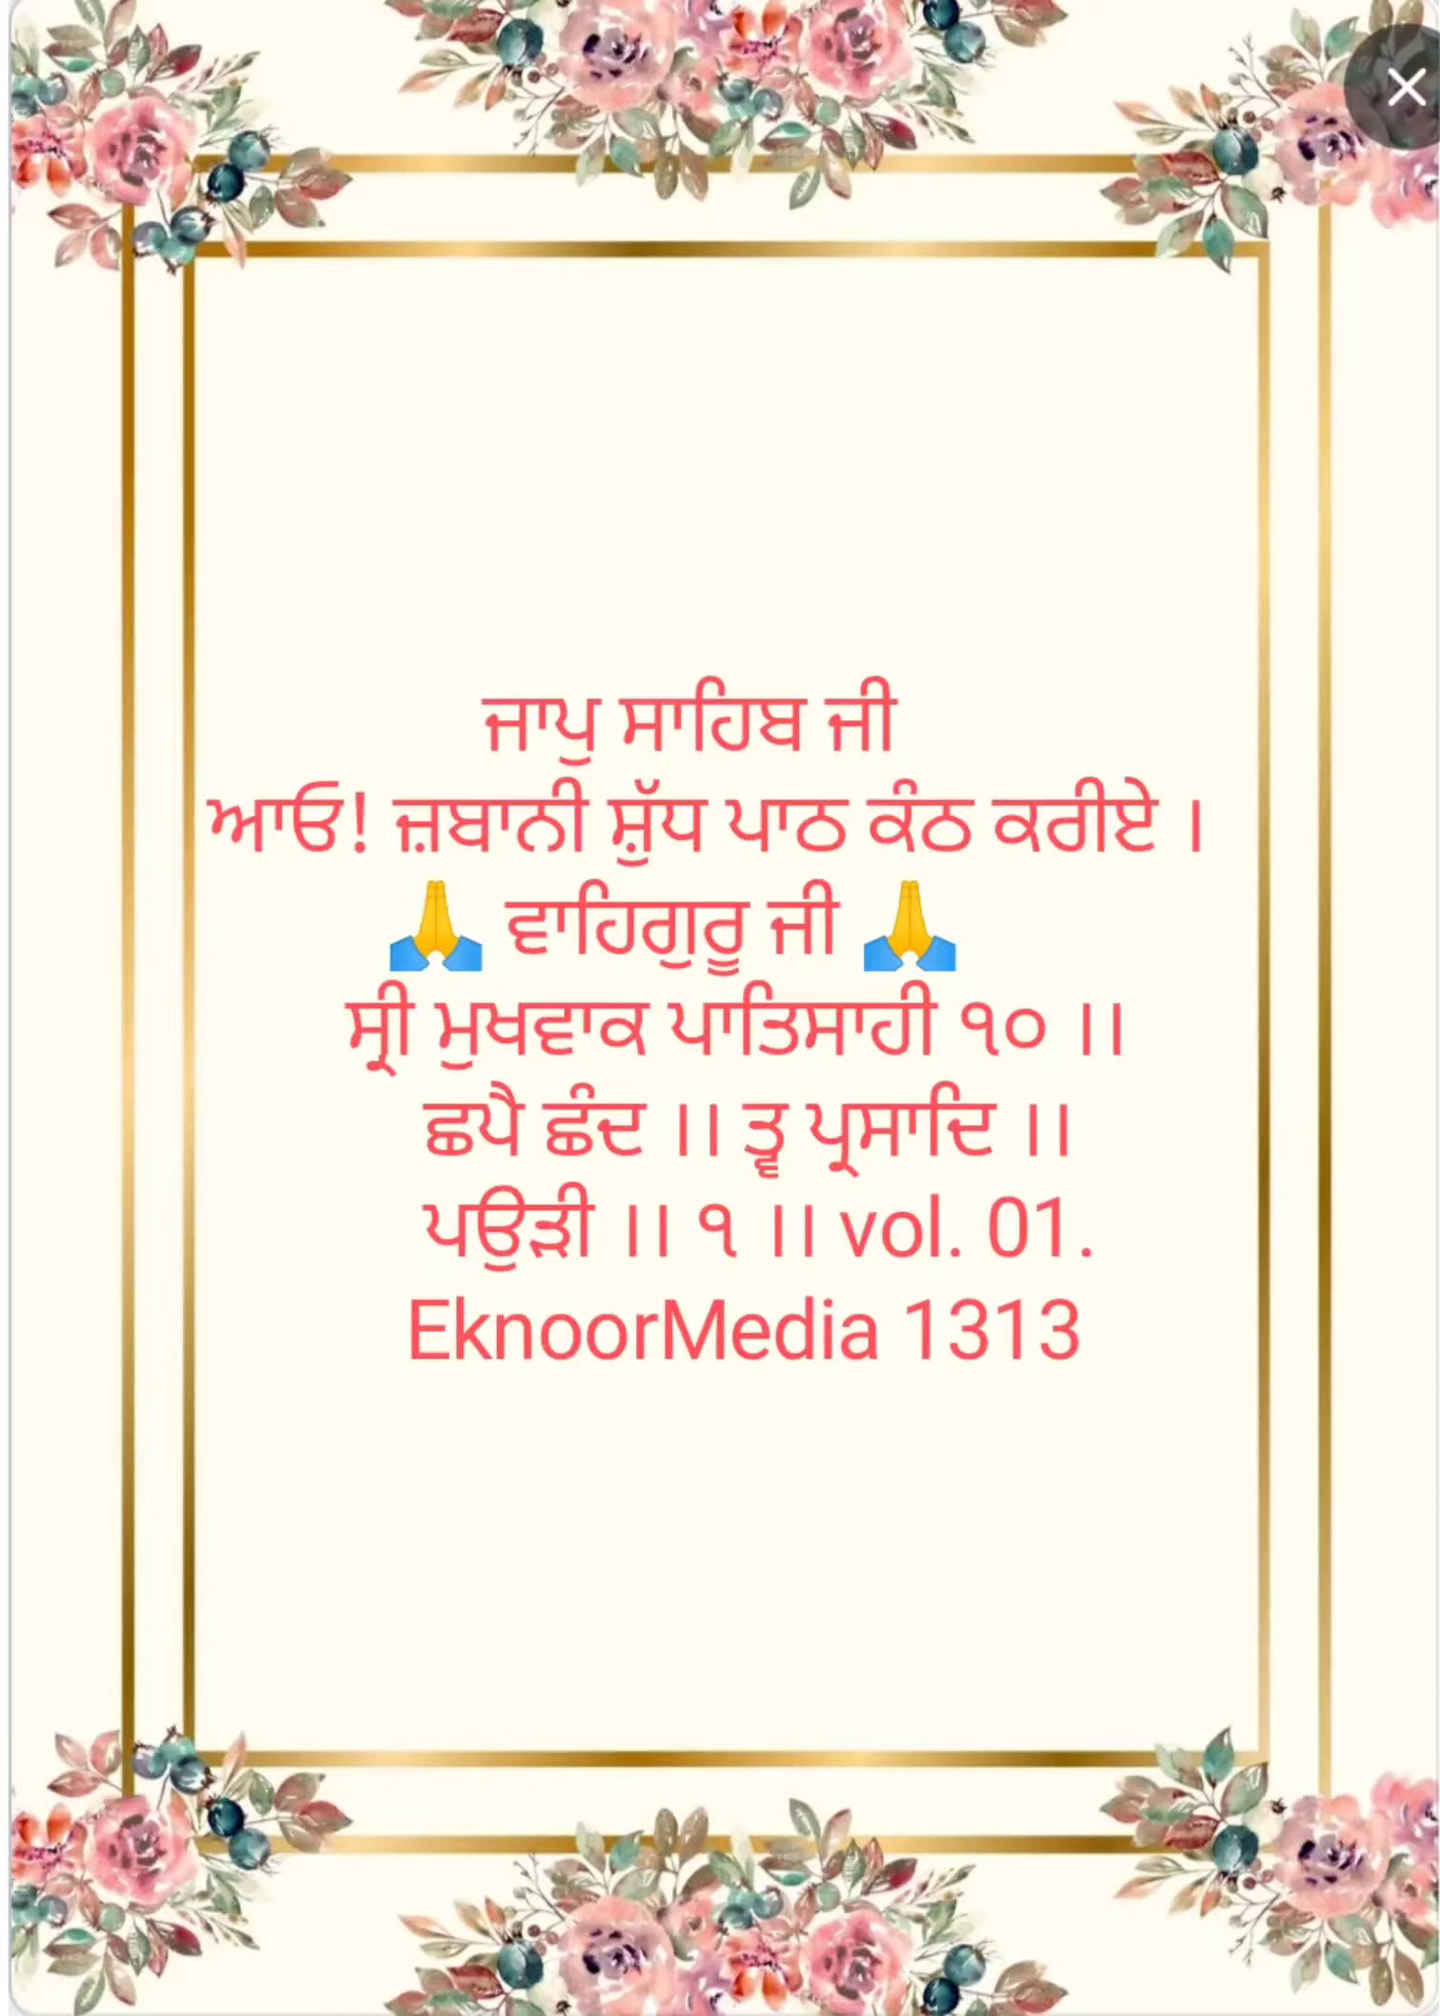 ਜਾਪੁ ਸਾਹਿਬ ਜੀ
ਆਓ! ਜ਼ਬਾਨੀ ਸ਼ੁੱਧ ਪਾਠ ਕੰਠ ਕਰੀਏ ।
🙏 ਵਾਹਿਗੁਰੂ ਜੀ 🙏
ਸ੍ਰੀ ਮੁਖਵਾਕ ਪਾਤਿਸਾਹੀ ੧੦ ।।
ਛਪੈ ਛੰਦ ।। ਤ੍ਵ ਪ੍ਰਸਾਦਿ ।।
ਪਉੜੀ ।। ੧ ।। vol. 01.
EknoorMedia 1313